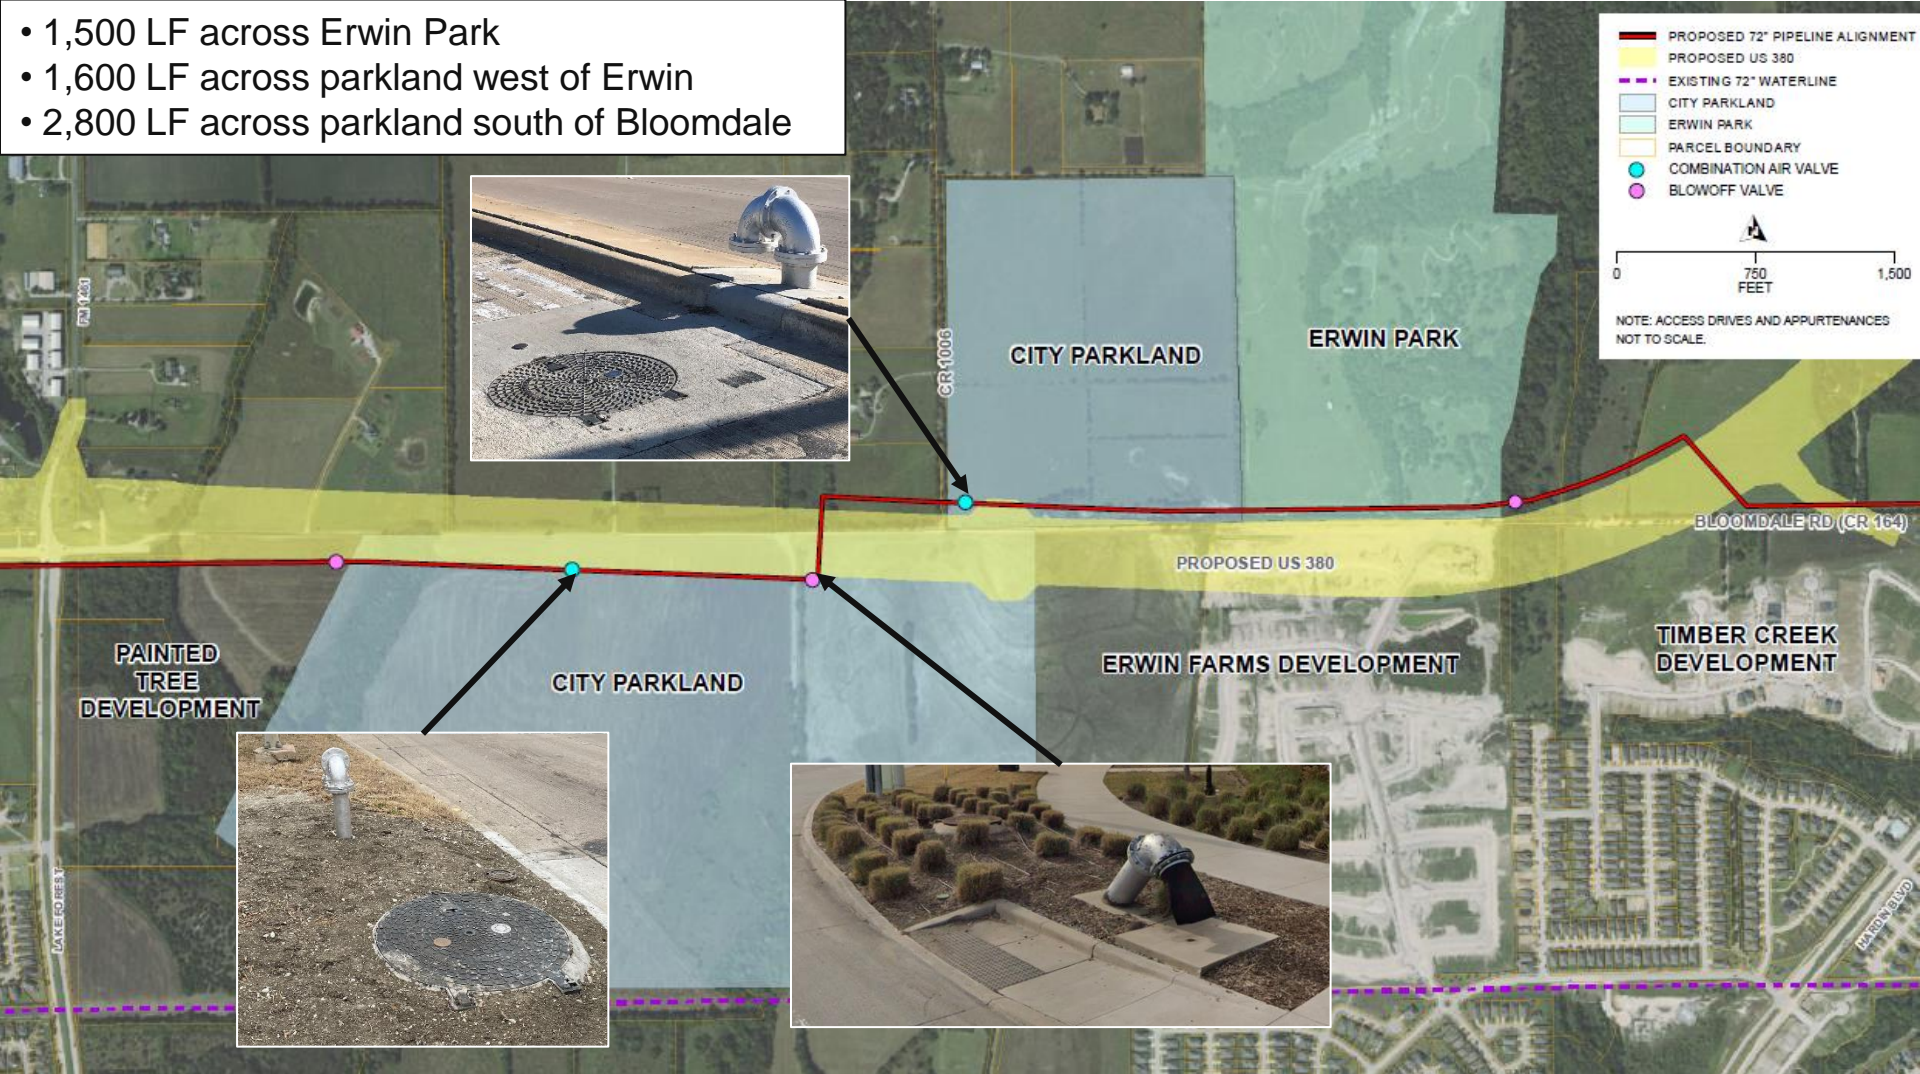 • 1,500 LF across Erwin Park
• 1,600 LF across parkland west of Erwin
• 2,800 LF across parkland south of Bloomdale
PROPOSED 72" PIPELINE ALIGNMENT
PROPOSED US 380
EXISTING 72" WATERLINE
CITY PARKLAND
ERWIN PARK
PARCEL BOUNDARY
COMBINATION AIR VALVE
BLOWOFF VALVE
N
0 750 1,500
FEET
NOTE: ACCESS DRIVES AND APPURTENANCES
NOT TO SCALE.
FM 1461
CR 1006
CITY PARKLAND
ERWIN PARK
BLOOMDALE RD (CR 164)
PROPOSED US 380
PAINTED
TREE
DEVELOPMENT
CITY PARKLAND
ERWIN FARMS DEVELOPMENT
TIMBER CREEK
DEVELOPMENT
LAKE FOREST
HARDIN BLVD